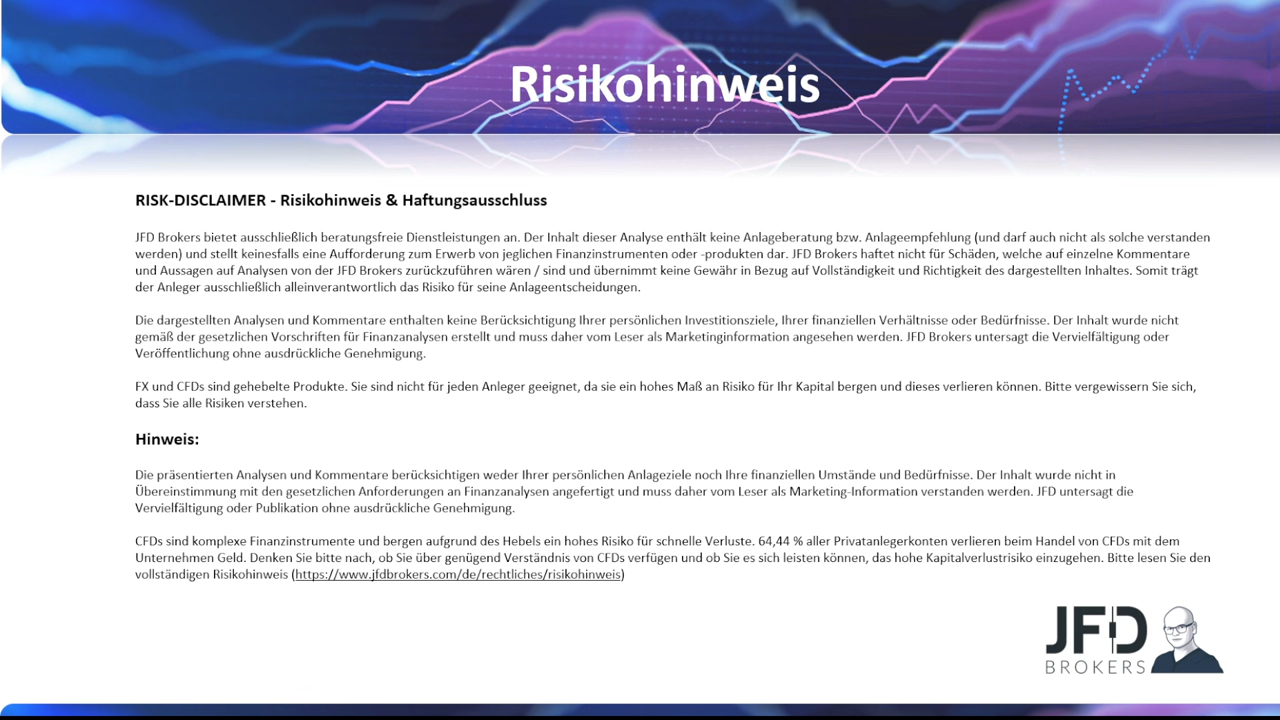 Risikohinweis
RISK-DISCLAIMER - Risikohinweis & Haftungsausschluss
JFD Brokers bietet ausschließlich beratungsfreie Dienstleistungen an. Der Inhalt dieser Analyse enthält keine Anlageberatung bzw. Anlageempfehlung (und darf auch nicht als solche verstanden
werden) und stellt keinesfalls eine Aufforderung zum Erwerb von jeglichen Finanzinstrumenten oder -produkten dar. JFD Brokers haftet nicht für Schäden, welche auf einzelne Kommentare
und Aussagen auf Analysen von der JFD Brokers zurückzuführen wären / sind und übernimmt keine Gewähr in Bezug auf Vollständigkeit und Richtigkeit des dargestellten Inhaltes. Somit trägt
der Anleger ausschließlich alleinverantwortlich das Risiko für seine Anlageentscheidungen.
Die dargestellten Analysen und Kommentare enthalten keine Berücksichtigung Ihrer persönlichen Investitionsziele, Ihrer finanziellen Verhältnisse oder Bedürfnisse. Der Inhalt wurde nicht
gemäß der gesetzlichen Vorschriften für Finanzanalysen erstellt und muss daher vom Leser als Marketinginformation angesehen werden. JFD Brokers untersagt die Vervielfältigung oder
Veröffentlichung ohne ausdrückliche Genehmigung.
FX und CFDs sind gehebelte Produkte. Sie sind nicht für jeden Anleger geeignet, da sie ein hohes Maß an Risiko für Ihr Kapital bergen und dieses verlieren können. Bitte vergewissern Sie sich,
dass Sie alle Risiken verstehen.
Hinweis:
Die präsentierten Analysen und Kommentare berücksichtigen weder Ihrer persönlichen Anlageziele noch Ihre finanziellen Umstände und Bedürfnisse. Der Inhalt wurde nicht in
Übereinstimmung mit den gesetzlichen Anforderungen an Finanzanalysen angefertigt und muss daher vom Leser als Marketing-Information verstanden werden. JFD untersagt die
Vervielfältigung oder Publikation ohne ausdrückliche Genehmigung.
CFDs sind komplexe Finanzinstrumente und bergen aufgrund des Hebels ein hohes Risiko für schnelle Verluste. 64,44 % aller Privatanlegerkonten verlieren beim Handel von CFDs mit dem
Unternehmen Geld. Denken Sie bitte nach, ob Sie über genügend Verständnis von CFDs verfügen und ob Sie es sich leisten können, das hohe Kapitalverlustrisiko einzugehen. Bitte lesen Sie den
vollständigen Risikohinweis (https://www.jfdbrokers.com/de/rechtliches/risikohinweis)
JFD
BROKERS